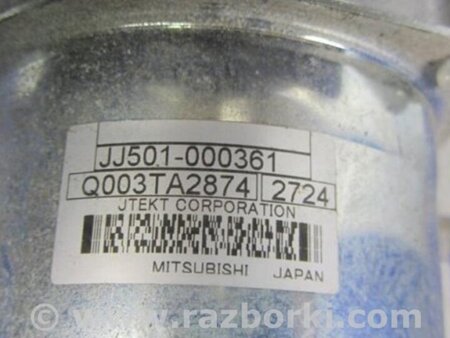 JJ501-000361
Q003TA2874 2724
JTEKT CORPORATION
MITSUBISHI JAPAN
www.razborki.com